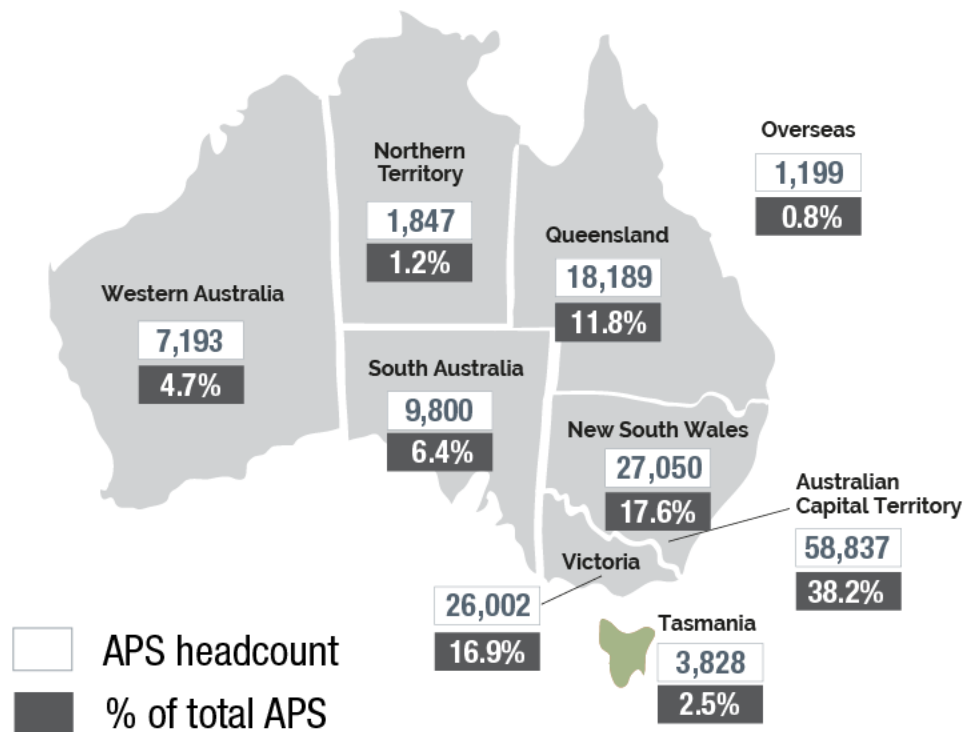 Overseas
1,199
0.8%
Northern
Territory
1,847
1.2%
Queensland
18,189
11.8%
Western Australia
7,193
4.7%
South Australia
9,800
6.4%
New South Wales
27,050
17.6%
Australian
Capital Territory
58,837
38.2%
Victoria
26,002
16.9%
Tasmania
3,828
2.5%
APS headcount
% of total APS